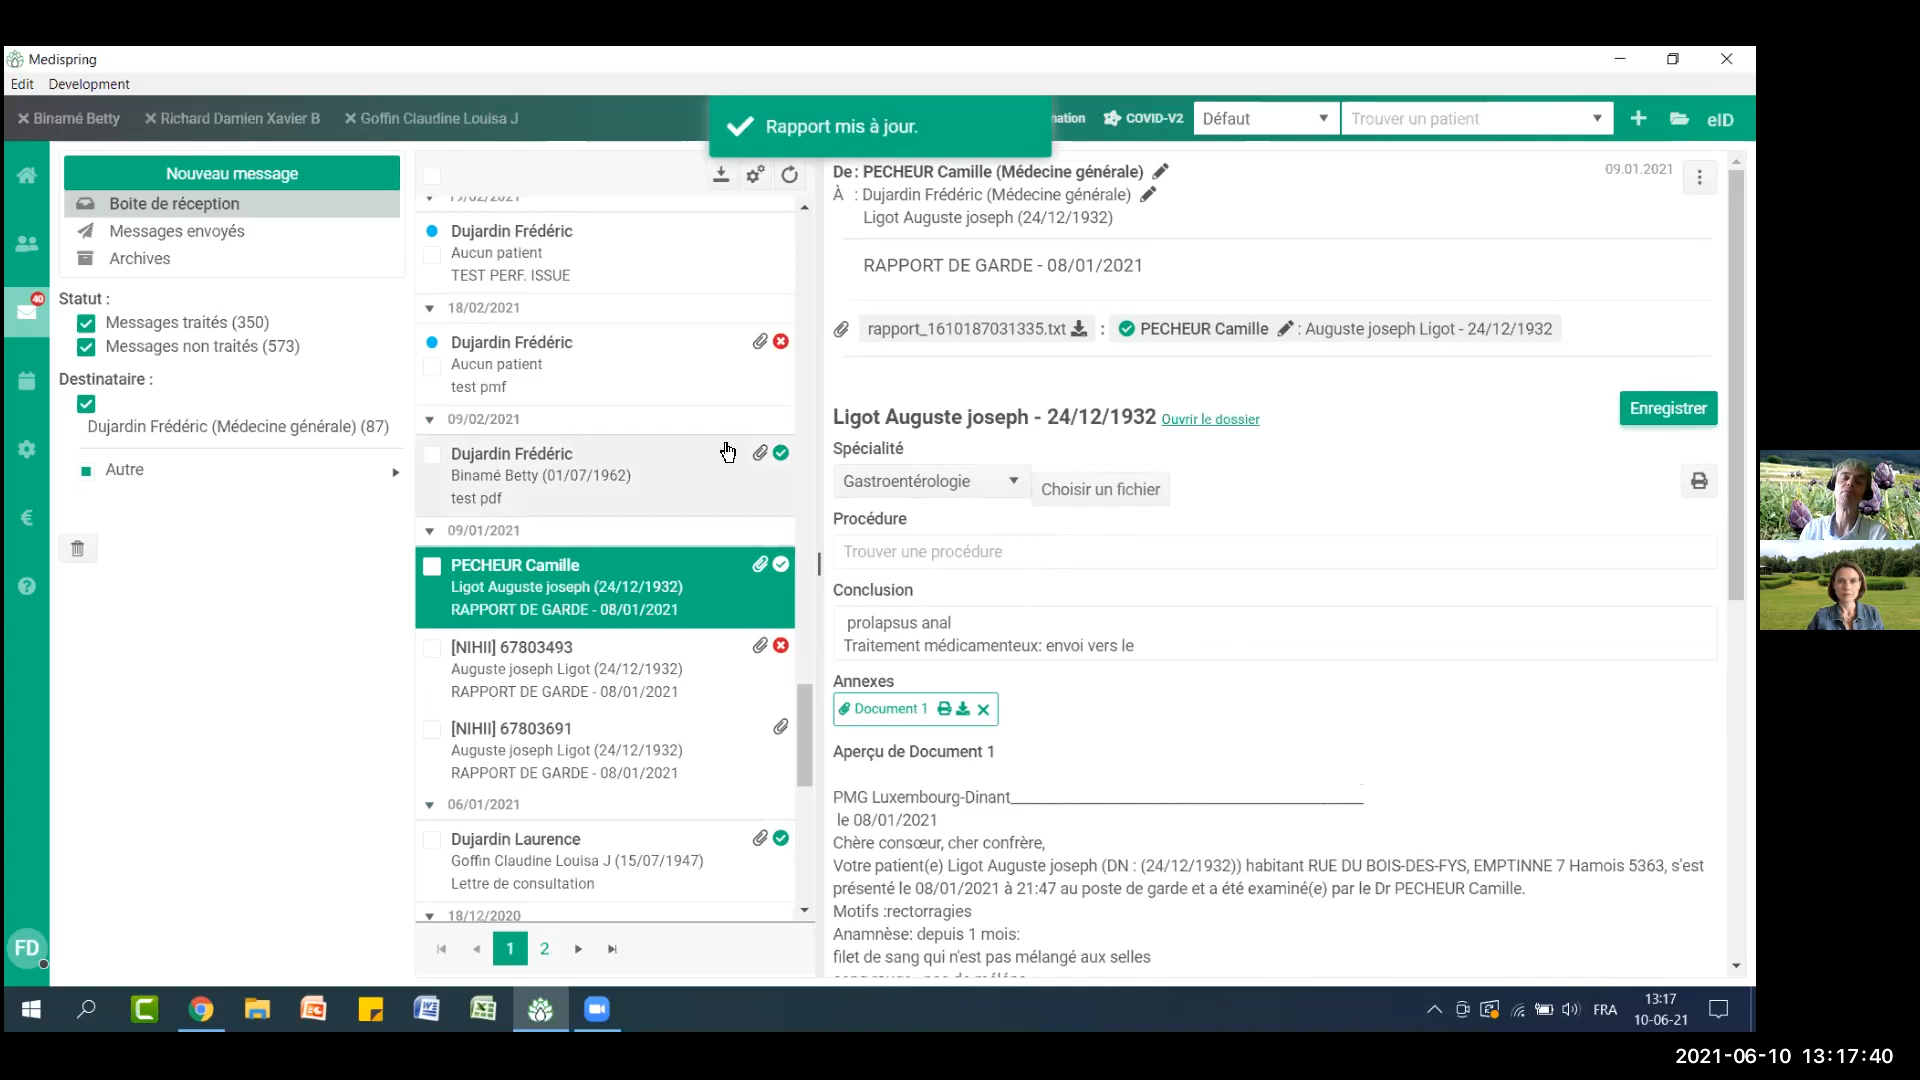 Medispring
Edit Development
Binamé Betty Richard Damien Xavier B Goffin Claudine Louisa J
Rapport mis à jour.
COVID-V2 Défaut Trouver un patient eID
Nouveau message
Boite de réception
Messages envoyés
Archives
40
Statut :
Messages traités (350)
Messages non traités (573)
Destinataire :
Dujardin Frédéric (Médecine générale) (87)
Autre
FD
19/02/2021
Dujardin Frédéric
Aucun patient
TEST PERF. ISSUE
18/02/2021
Dujardin Frédéric
Aucun patient
test pmf
09/02/2021
Dujardin Frédéric
Binamé Betty (01/07/1962)
test pdf
09/01/2021
PECHEUR Camille
Ligot Auguste joseph (24/12/1932)
RAPPORT DE GARDE - 08/01/2021
[NIHII] 67803493
Auguste joseph Ligot (24/12/1932)
RAPPORT DE GARDE - 08/01/2021
[NIHII] 67803691
Auguste joseph Ligot (24/12/1932)
RAPPORT DE GARDE - 08/01/2021
06/01/2021
Dujardin Laurence
Goffin Claudine Louisa J (15/07/1947)
Lettre de consultation
18/12/2020
1 2
De : PECHEUR Camille (Médecine générale)
09.01.2021
À : Dujardin Frédéric (Médecine générale)
Ligot Auguste joseph (24/12/1932)
RAPPORT DE GARDE - 08/01/2021
rapport_1610187031335.txt : PECHEUR Camille : Auguste joseph Ligot - 24/12/1932
Ligot Auguste joseph - 24/12/1932 Ouvrir le dossier
Enregistrer
Spécialité
Gastroentérologie Choisir un fichier
Procédure
Trouver une procédure
Conclusion
prolapsus anal
Traitement médicamenteux: envoi vers le
Annexes
Document 1
Aperçu de Document 1
PMG Luxembourg-Dinant
le 08/01/2021
Chère consœur, cher confrère,
Votre patient(e) Ligot Auguste joseph (DN : (24/12/1932)) habitant RUE DU BOIS-DES-FYS, EMPTINNE 7 Hamois 5363, s'est
présenté le 08/01/2021 à 21:47 au poste de garde et a été examiné(e) par le Dr PECHEUR Camille.
Motifs :rectorragies
Anamnèse: depuis 1 mois:
filet de sang qui n'est pas mélangé aux selles
FRA
13:17
10-06-21
2021-06-10 13:17:40